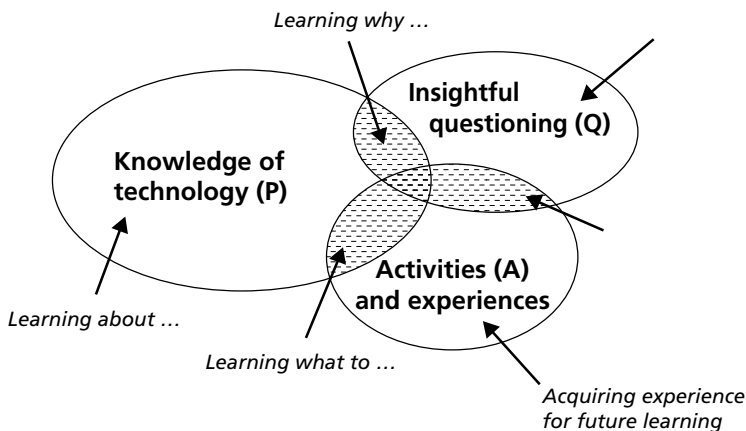 Learning why …
Insightful
questioning (Q)
Knowledge of
technology (P)
Activities (A)
and experiences
Learning about …
Learning what to …
Acquiring experience
for future learning